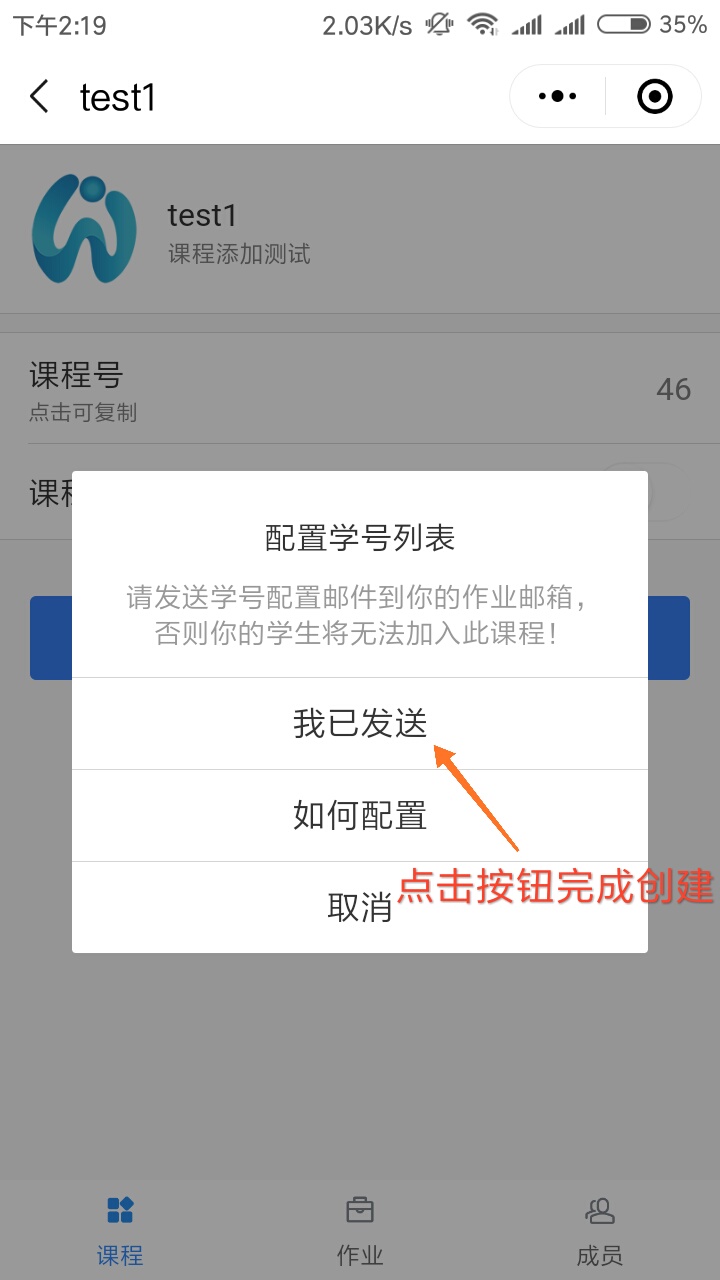 下午2:19
2.03K/s
35%
test1
test1
课程添加测试
课程号
点击可复制
46
课程
配置学号列表
请发送学号配置邮件到你的作业邮箱，
否则你的学生将无法加入此课程！
我已发送
如何配置
点击按钮完成创建
取消
课程
作业
成员